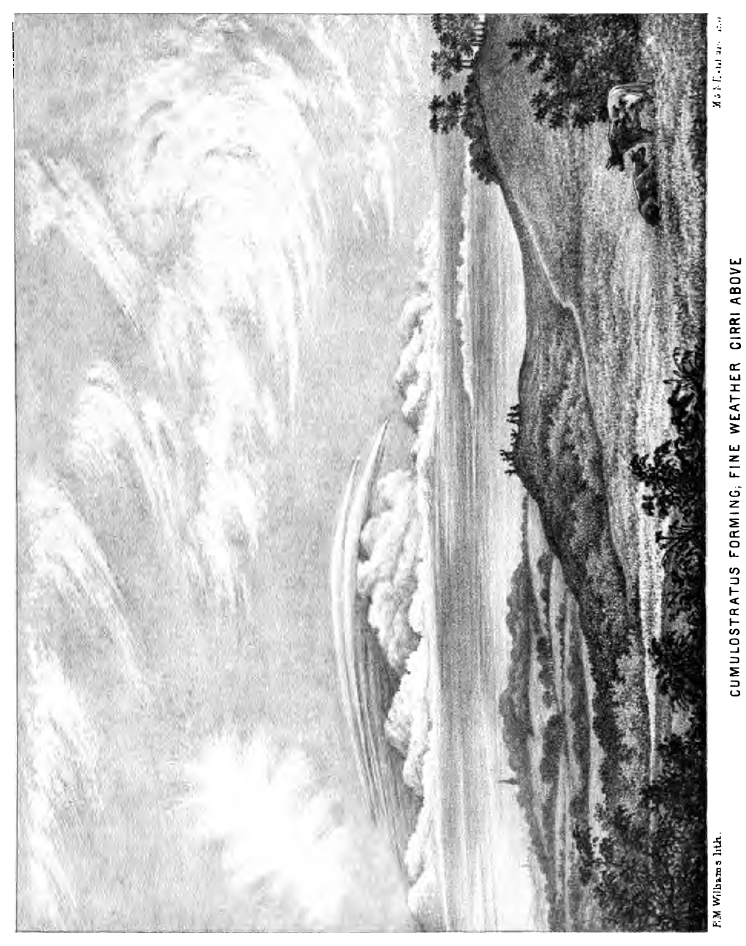 P.M Williams lith.
CUMULOSTRATUS FORMING, FINE WEATHER CIRRI ABOVE